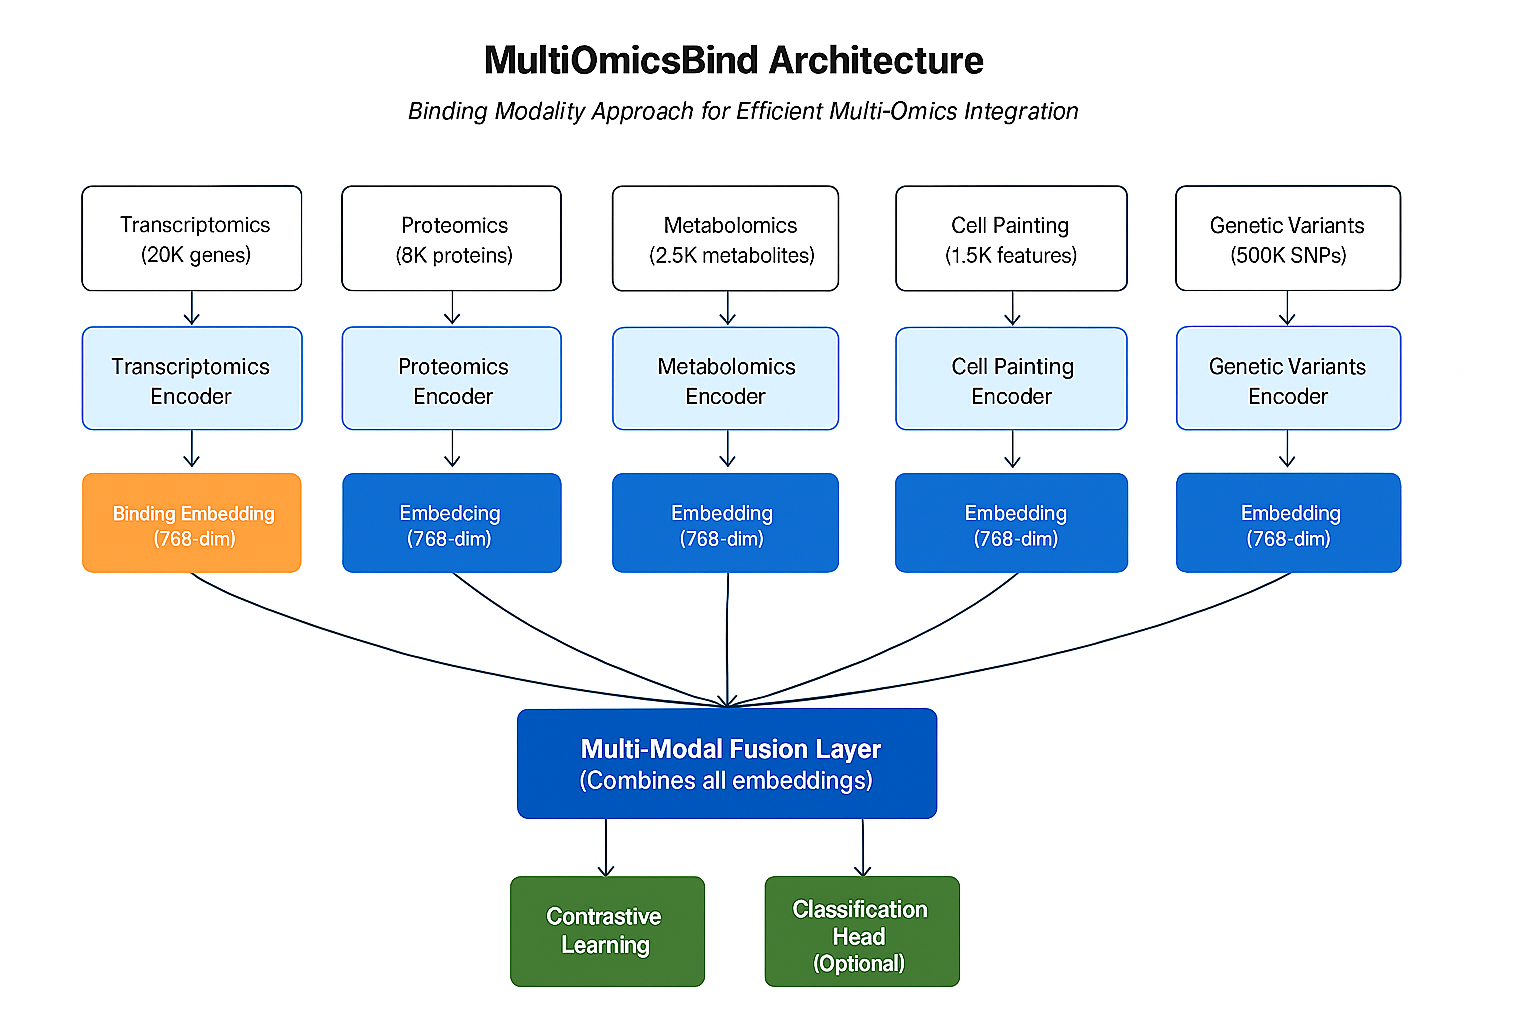 MultiOmicsBind Architecture
Binding Modality Approach for Efficient Multi-Omics Integration
Transcriptomics
(20K genes)
Proteomics
(8K proteins)
Metabolomics
(2.5K metabolites)
Cell Painting
(1.5K features)
Genetic Variants
(500K SNPs)
Transcriptomics
Encoder
Proteomics
Encoder
Metabolomics
Encoder
Cell Painting
Encoder
Genetic Variants
Encoder
Binding Embedding
(768-dim)
Embedcing
(768-dim)
Embedding
(768-dim)
Embedding
(768-dim)
Embedding
(768-dim)
Multi-Modal Fusion Layer
(Combines all embeddings)
Contrastive
Learning
Classification
Head
(Optional)